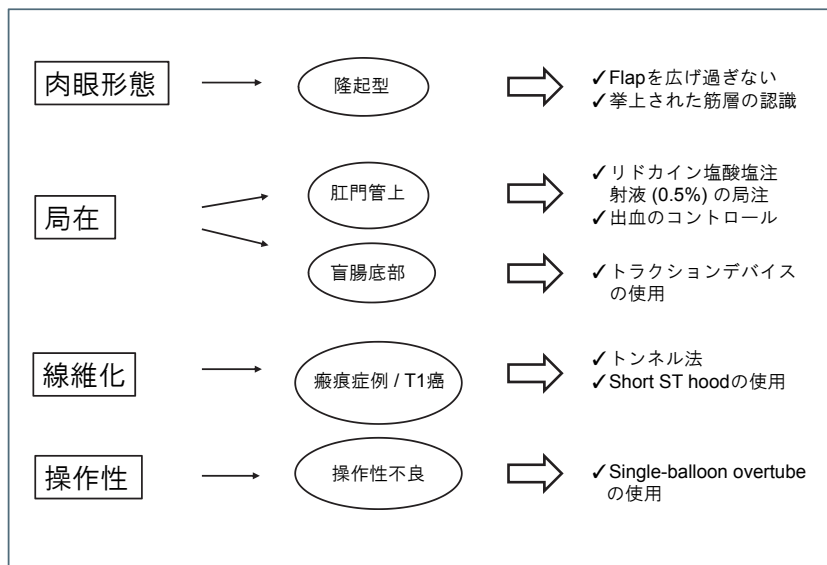 肉眼形態
隆起型
✓Flapを広げ過ぎない
✓挙上された筋層の認識
局在
肛門管上
✓リドカイン塩酸塩注
射液 (0.5%) の局注
✓出血のコントロール
盲腸底部
✓トラクションデバイス
の使用
線維化
瘢痕症例 / T1癌
✓トンネル法
✓Short ST hoodの使用
操作性
操作性不良
✓Single-balloon overtube
の使用